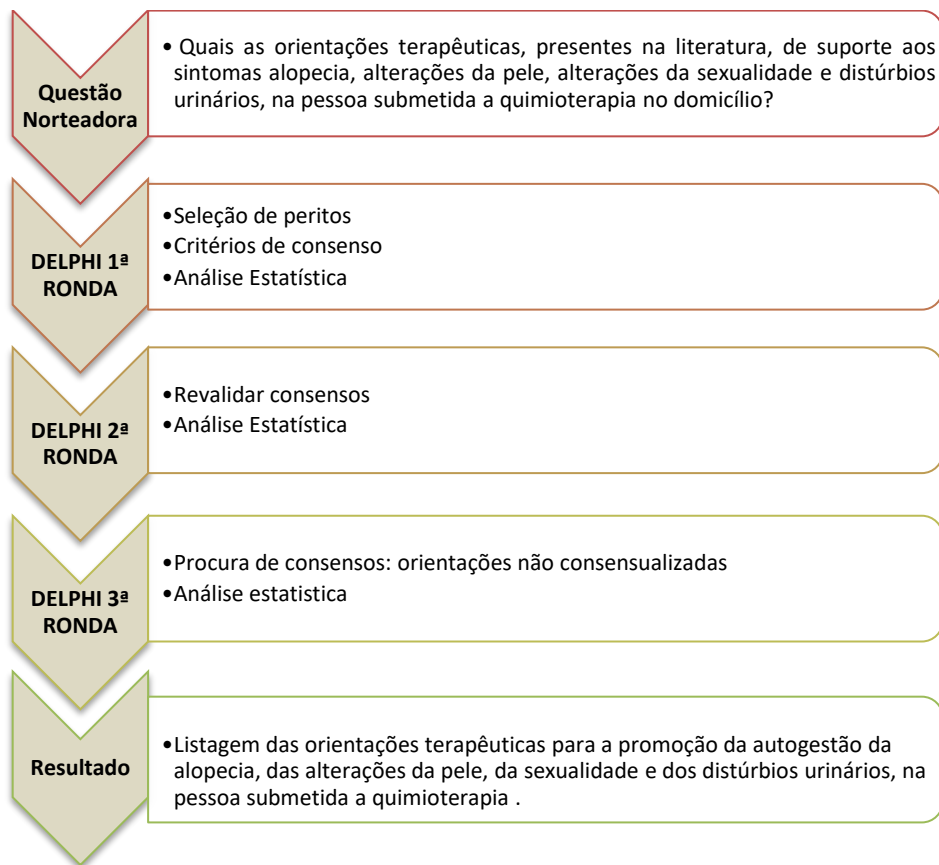 Questão
Norteadora
• Quais as orientações terapêuticas, presentes na literatura, de suporte aos
sintomas alopecia, alterações da pele, alterações da sexualidade e distúrbios
urinários, na pessoa submetida a quimioterapia no domicílio?
DELPHI 1ª
RONDA
•Seleção de peritos
•Critérios de consenso
•Análise Estatística
DELPHI 2ª
RONDA
•Revalidar consensos
•Análise Estatística
DELPHI 3ª
RONDA
•Procura de consensos: orientações não consensualizadas
•Análise estatistica
Resultado
•Listagem das orientações terapêuticas para a promoção da autogestão da
alopecia, das alterações da pele, da sexualidade e dos distúrbios urinários, na
pessoa submetida a quimioterapia .